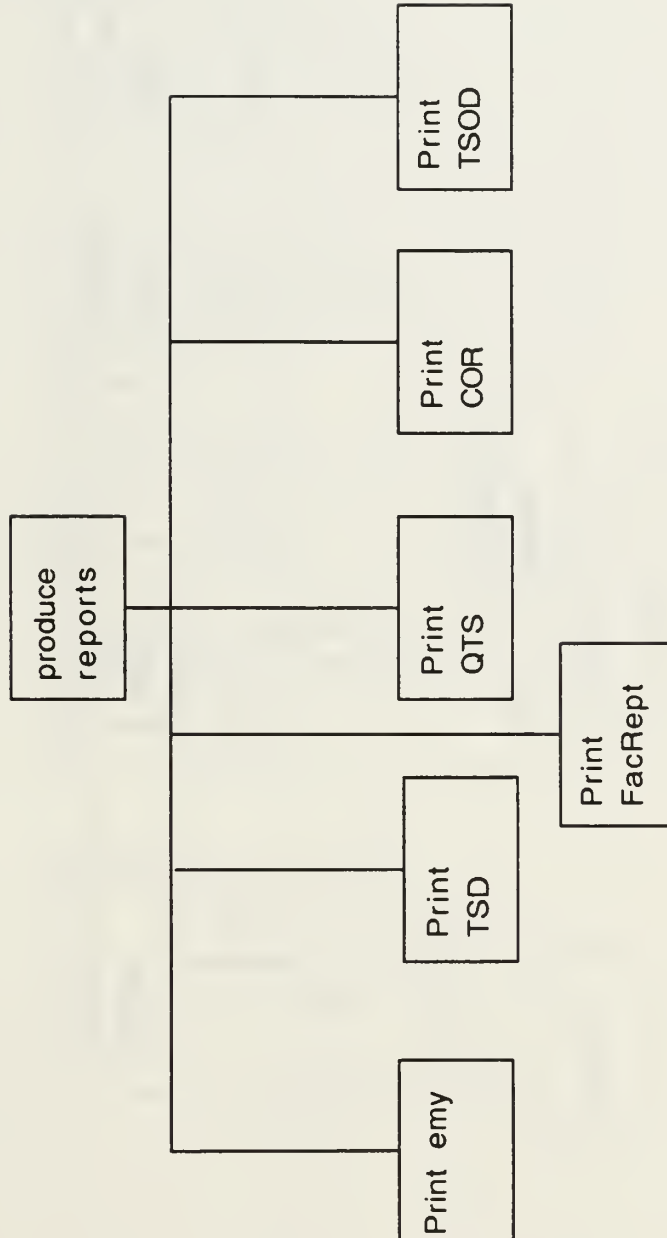 produce
reports
Print emy
Print
TSD
Print
FacRept
Print
QTS
Print
COR
Print
TSOD